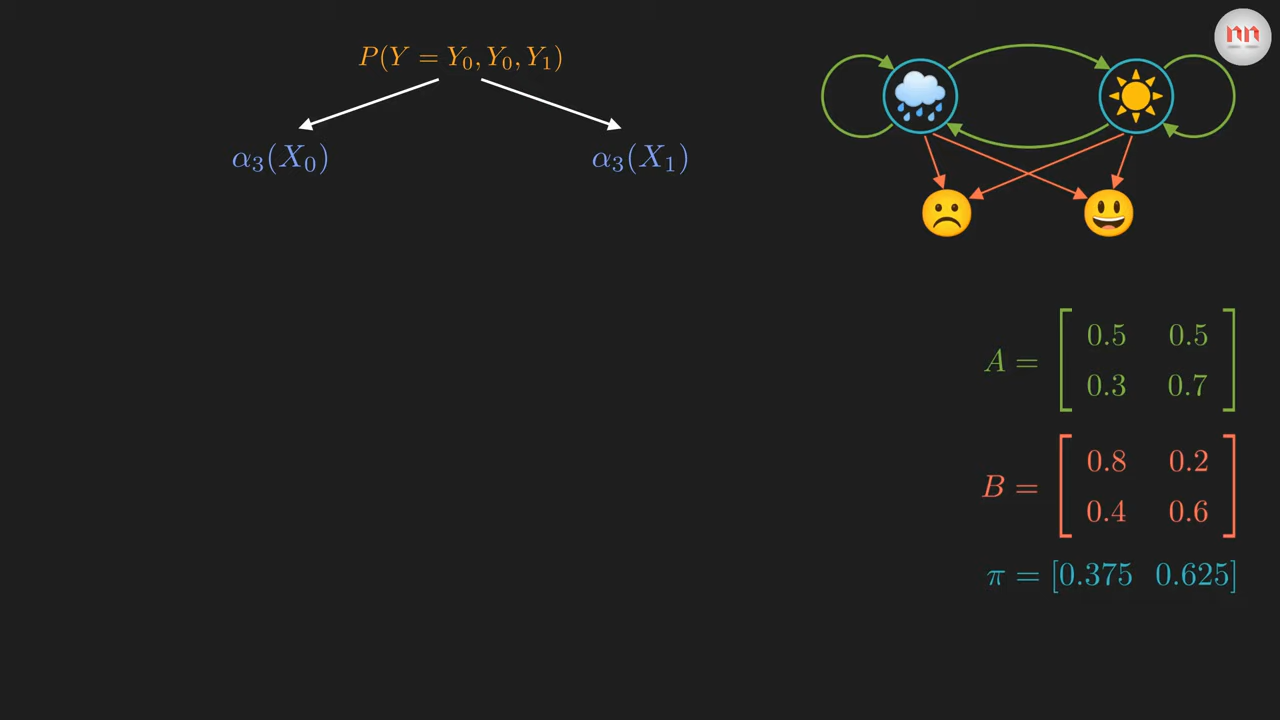 P(Y = Y₀, Y₀, Y₁)
α₃(X₀)
α₃(X₁)
A = [ 0.5 0.5
0.3 0.7 ]
B = [ 0.8 0.2
0.4 0.6 ]
π = [0.375 0.625]
nn